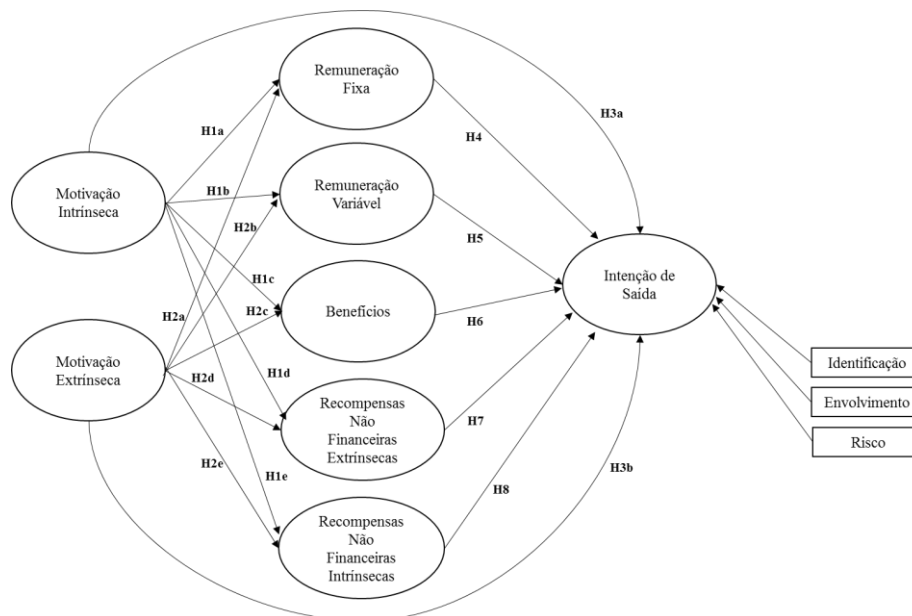 Remuneração
Fixa
H3a
H1a
H4
Motivação
Intrínseca
H1b
Remuneração
Variável
H2b
H5
H1c
Intenção de
Saída
H2a
H2c
Benefícios
H6
Motivação
Extrínseca
H1d
H2d
Identificação
Recompensas
Não
Financeiras
Extrínsecas
H7
Envolvimento
Risco
H2e
H1e
H3b
H8
Recompensas
Não
Financeiras
Intrínsecas